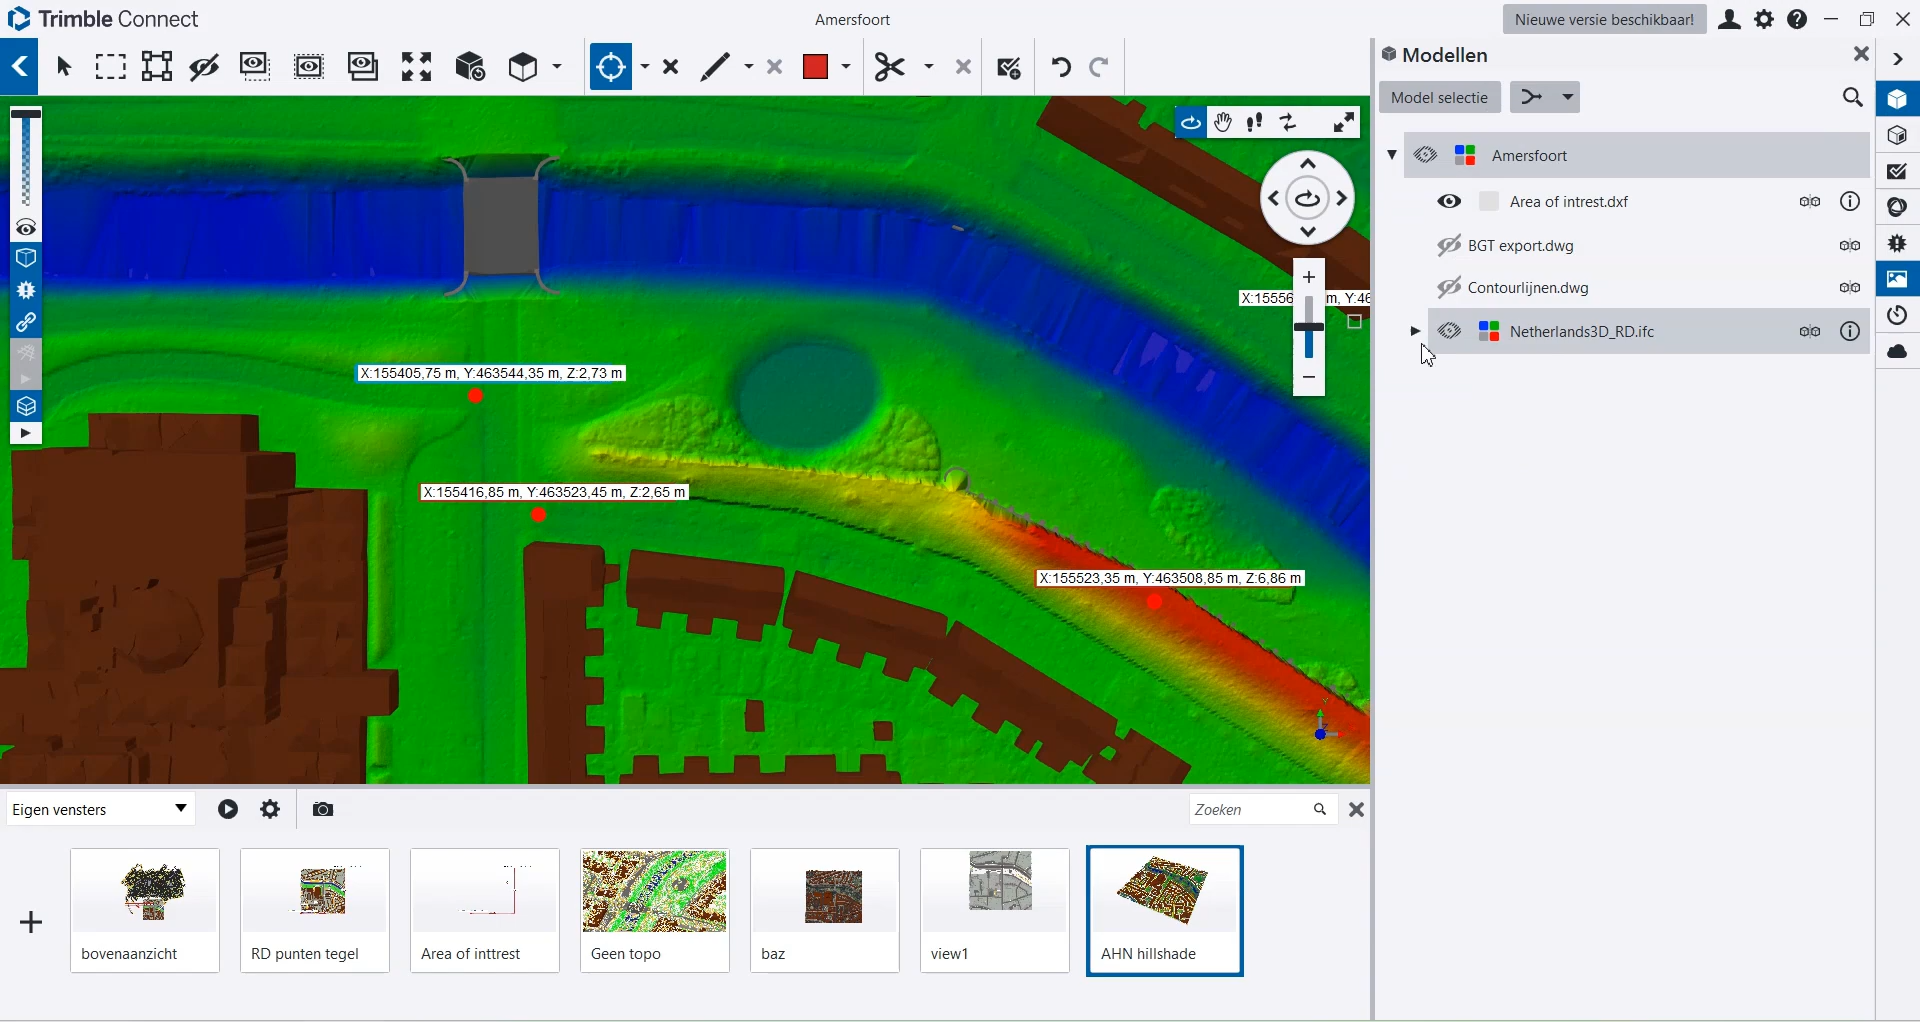 Trimble Connect
Amersfoort
Nieuwe versie beschikbaar!
Modellen
Model selectie
Amersfoort
Area of intrest.dxf
BGT export.dwg
Contourlijnen.dwg
Netherlands3D_RD.ifc
X:15556
m, Y:46
X:155405,75 m, Y:463544,35 m, Z:2,73 m
X:155416,85 m, Y:463523,45 m, Z:2,65 m
X:155523,35 m, Y:463508,85 m, Z:6,86 m
Eigen vensters
Zoeken
bovenaanzicht
RD punten tegel
Area of inttrest
Geen topo
baz
view1
AHN hillshade